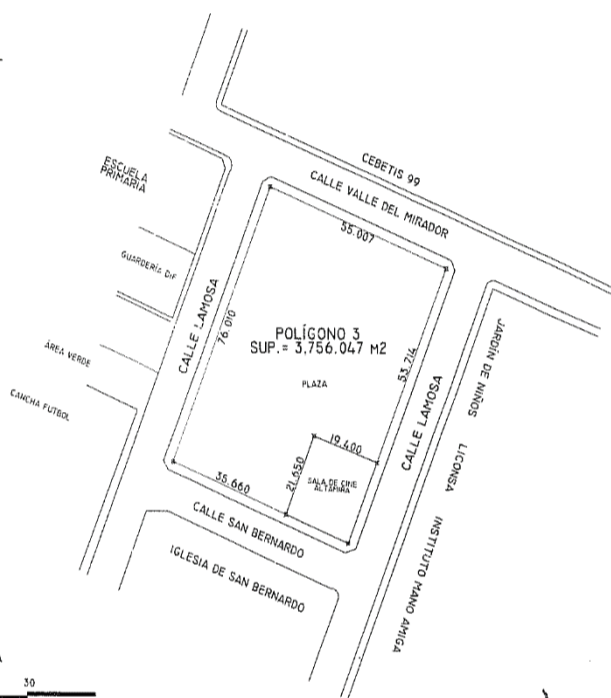 CEBETIS 99
CALLE VALLE DEL MIRADOR
ESCUELA
PRIMARIA
55.007
GUARDERÍA DIF
CALLE LAMOSA
76.010
POLÍGONO 3
SUP.= 3,756.047 M2
53.714
ÁREA VERDE
PLAZA
JARDIN DE NIÑOS LICONSA INSTITUTO MANO AMIGA
CANCHA FUTBOL
CALLE LAMOSA
19.400
21.650
35.660
SALA DE CINE
ALTAMIRA
CALLE SAN BERNARDO
IGLESIA DE SAN BERNARDO
30